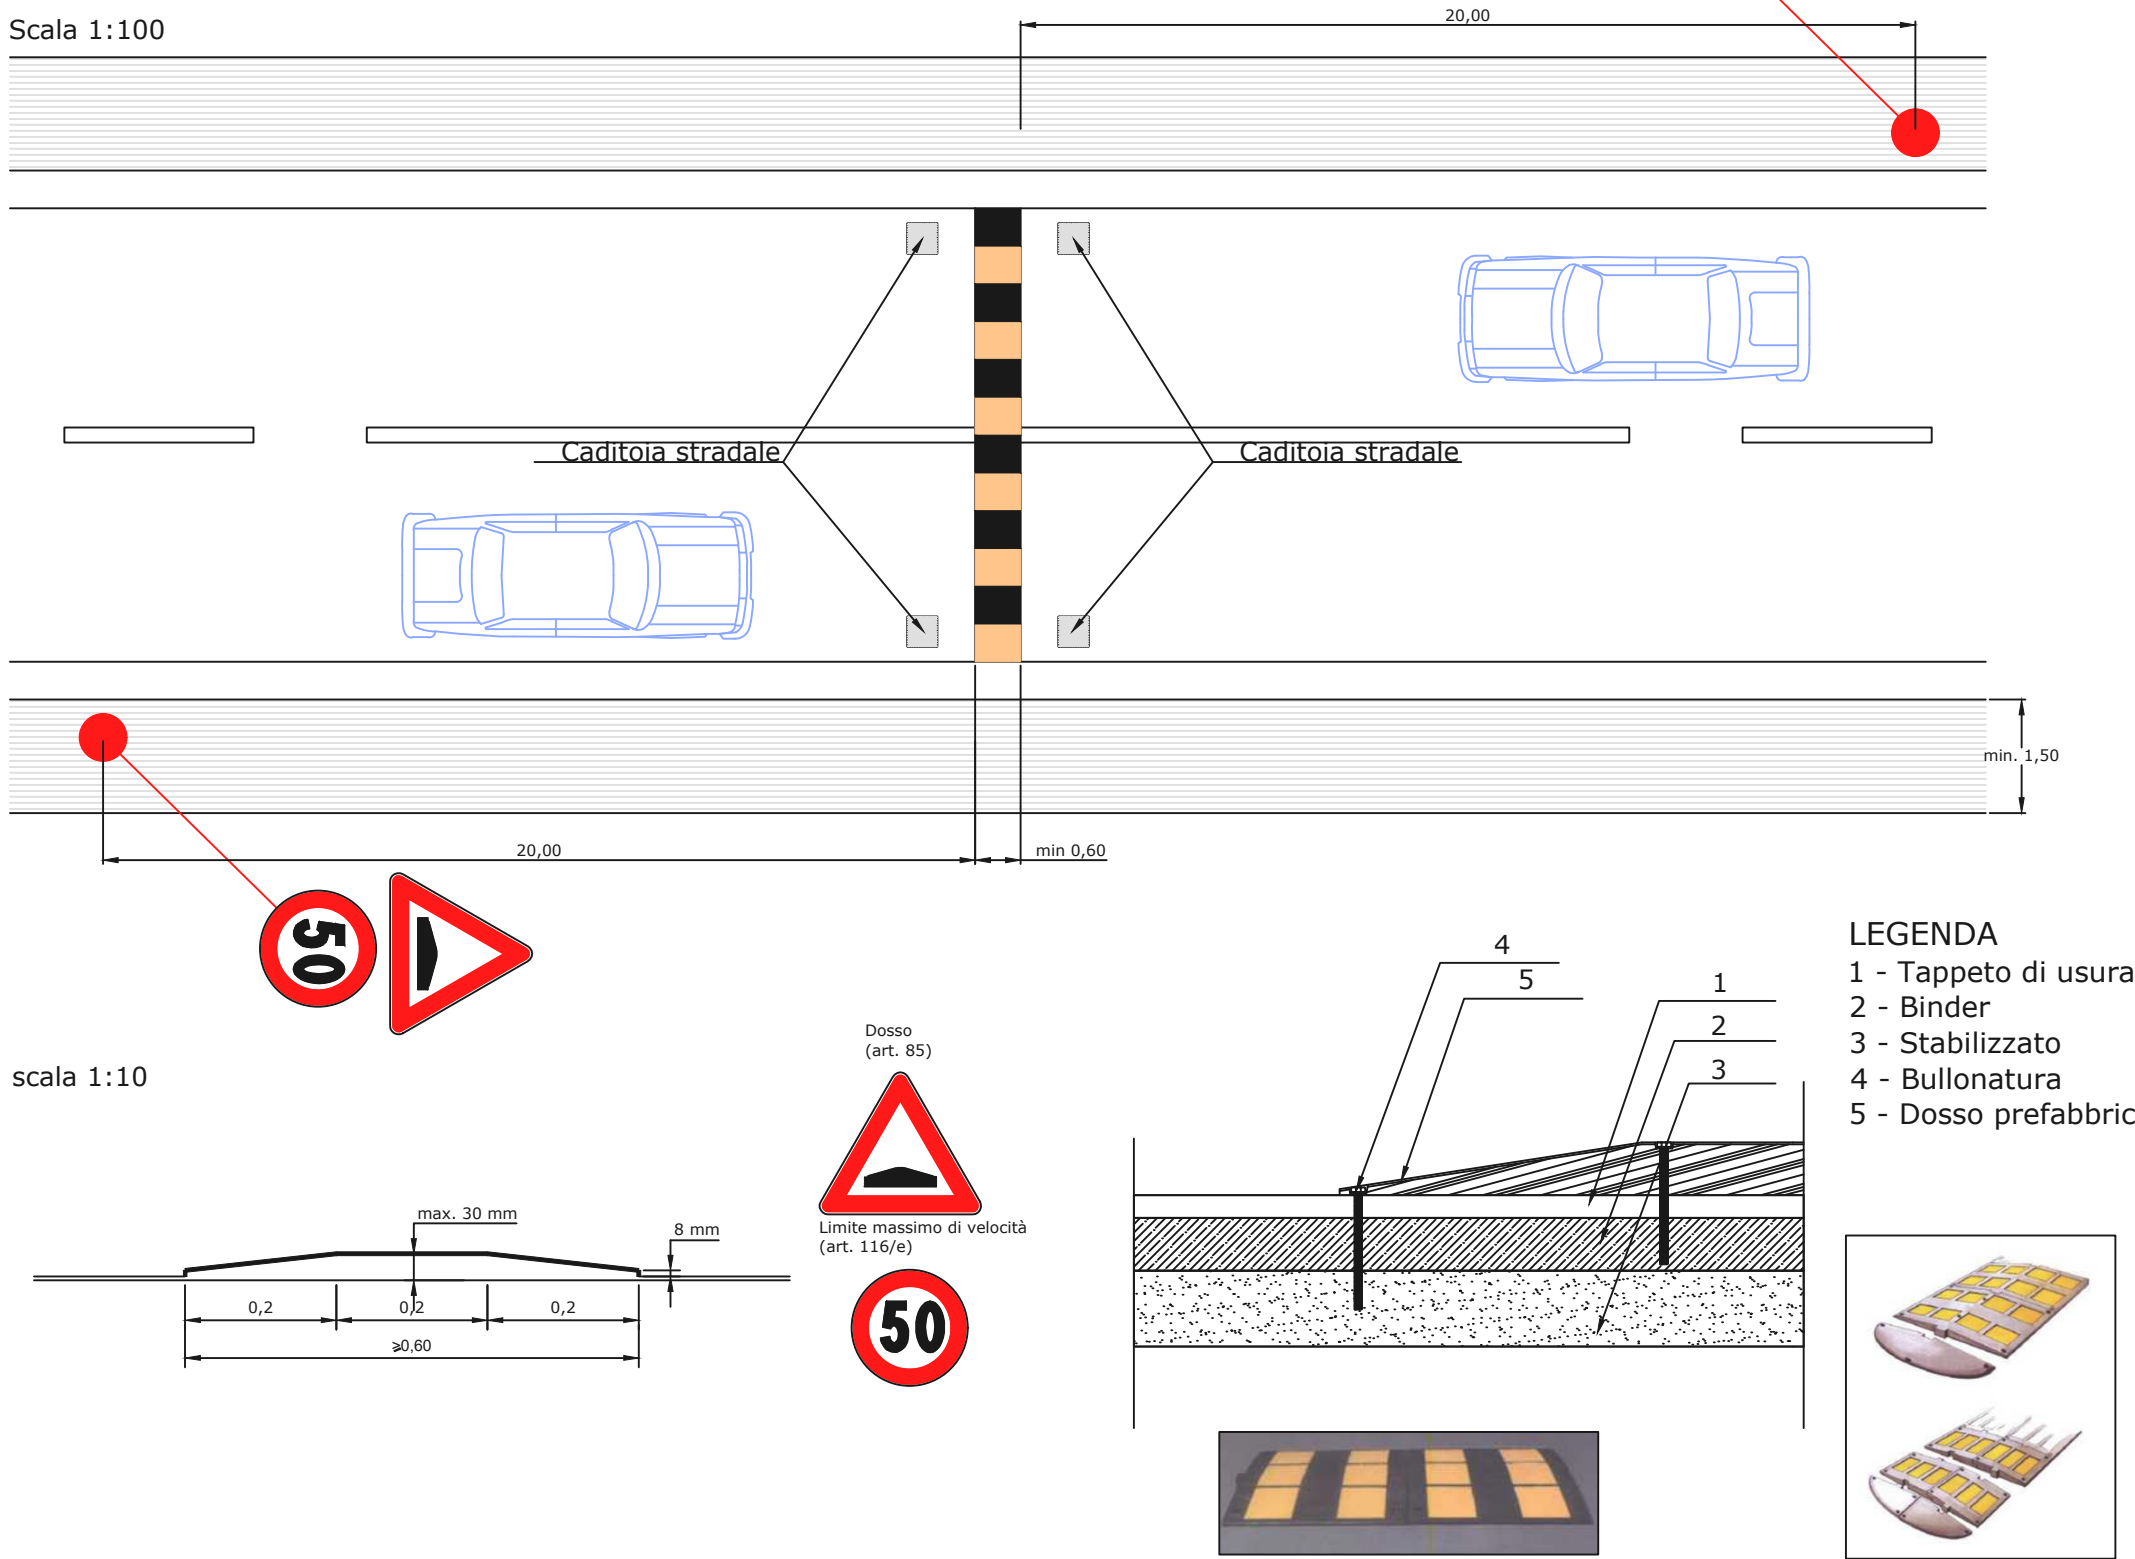 Scala 1:100
20,00
Caditoia stradale
Caditoia stradale
min. 1,50
20,00
min 0,60
50
LEGENDA
1 - Tappeto di usura
2 - Binder
3 - Stabilizzato
4 - Bullonatura
5 - Dosso prefabbric
4
5
1
2
3
Dosso
(art. 85)
scala 1:10
Limite massimo di velocità
(art. 116/e)
50
max. 30 mm
8 mm
0,2
0,2
0,2
≥0,60